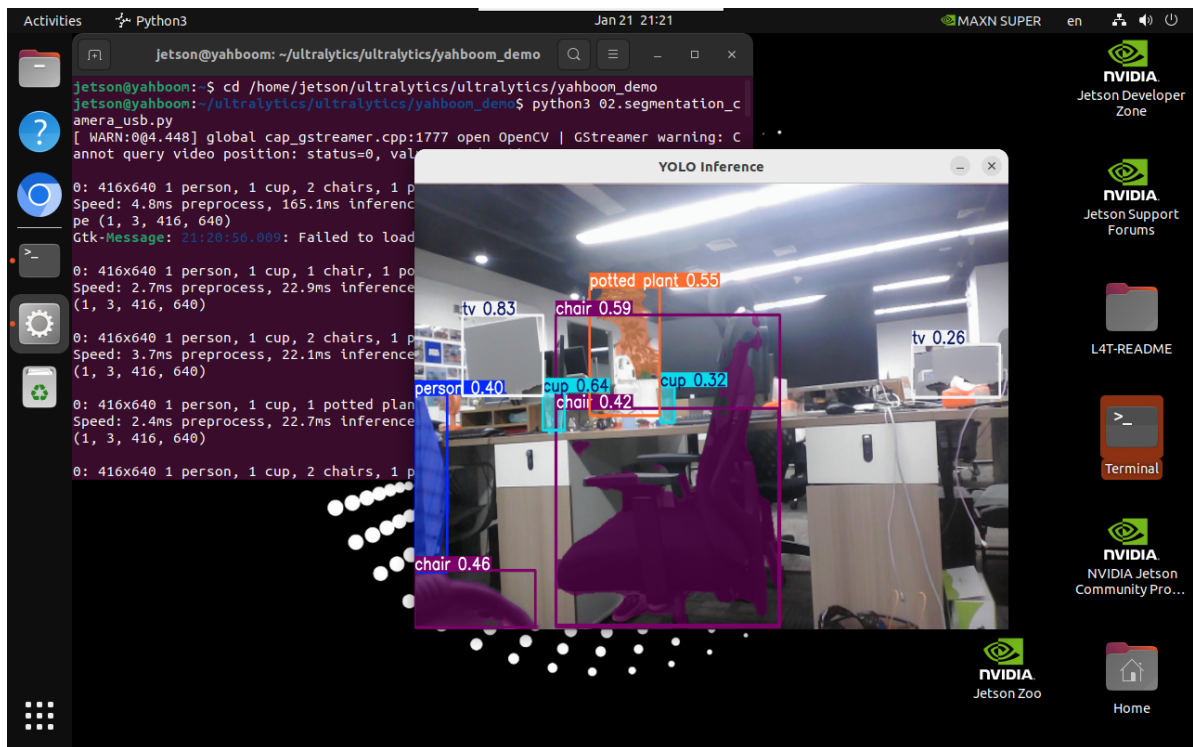 Activities
Python3
Jan 21 21:21
MAXN SUPER
en
jetson@yahboom: ~/ultralytics/ultralytics/yahboom_demo
jetson@yahboom:~$ cd /home/jetson/ultralytics/ultralytics/yahboom_demo
jetson@yahboom:~/ultralytics/ultralytics/yahboom_demo$ python3 02.segmentation_c
amera_usb.py
[ WARN:0@4.448] global cap_gstreamer.cpp:1777 open OpenCV | GStreamer warning: C
annot query video position: status=0, val
0: 416x640 1 person, 1 cup, 2 chairs, 1 p
Speed: 4.8ms preprocess, 165.1ms inferenc
pe (1, 3, 416, 640)
Gtk-Message: 21:20:56.009: Failed to load
0: 416x640 1 person, 1 cup, 1 chair, 1 po
Speed: 2.7ms preprocess, 22.9ms inference
(1, 3, 416, 640)
0: 416x640 1 person, 1 cup, 2 chairs, 1 p
Speed: 3.7ms preprocess, 22.1ms inference
(1, 3, 416, 640)
0: 416x640 1 person, 1 cup, 1 potted plan
Speed: 2.4ms preprocess, 22.7ms inference
(1, 3, 416, 640)
0: 416x640 1 person, 1 cup, 2 chairs, 1 p
YOLO Inference
potted plant 0.55
tv 0.83
chair 0.59
tv 0.26
person 0.40
cup 0.64
cup 0.32
chair 0.42
chair 0.46
NVIDIA.
Jetson Developer
Zone
NVIDIA.
Jetson Support
Forums
L4T-README
Terminal
NVIDIA.
NVIDIA Jetson
Community Pro...
NVIDIA.
Jetson Zoo
Home